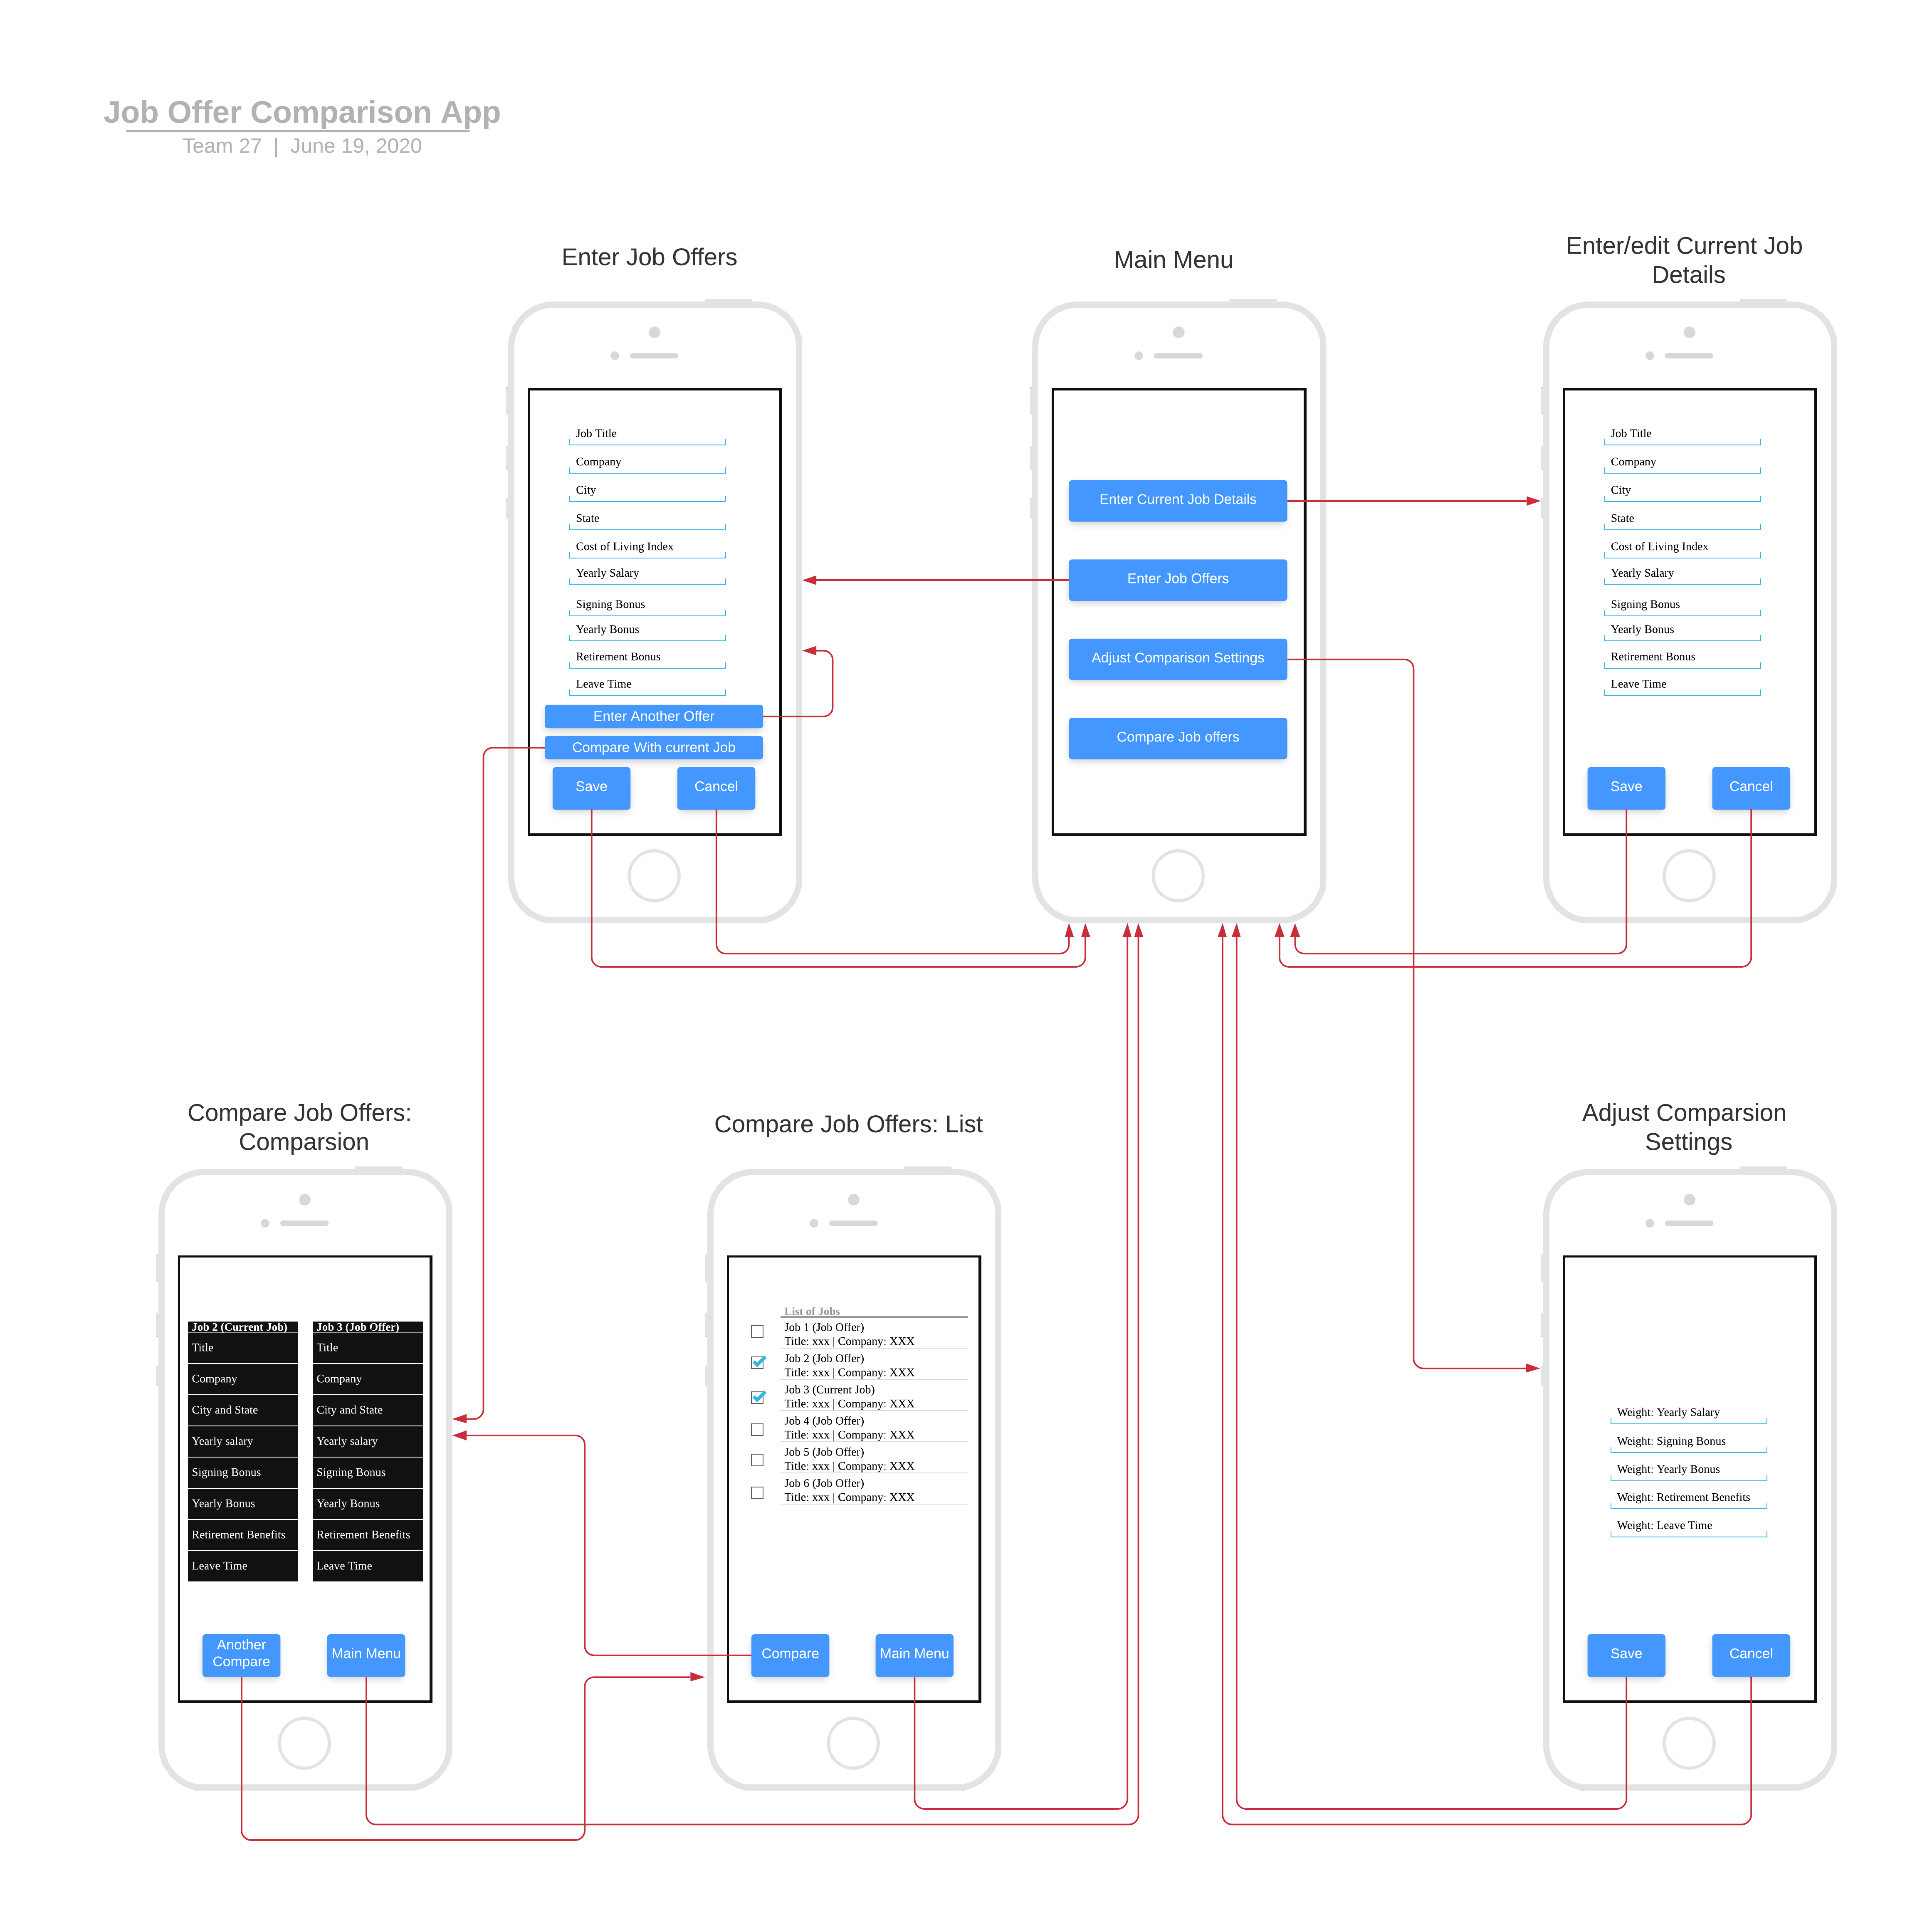 Job Offer Comparison App
Team 27 | June 19, 2020
Enter Job Offers
Job Title
Company
City
State
Cost of Living Index
Yearly Salary
Signing Bonus
Yearly Bonus
Retirement Bonus
Leave Time
Enter Another Offer
Compare With current Job
Save
Cancel
Main Menu
Enter Current Job Details
Enter Job Offers
Adjust Comparison Settings
Compare Job offers
Enter/edit Current Job
Details
Job Title
Company
City
State
Cost of Living Index
Yearly Salary
Signing Bonus
Yearly Bonus
Retirement Bonus
Leave Time
Save
Cancel
Compare Job Offers:
Comparsion
Job 2 (Current Job)
Title
Company
City and State
Yearly salary
Signing Bonus
Yearly Bonus
Retirement Benefits
Leave Time
Job 3 (Job Offer)
Title
Company
City and State
Yearly salary
Signing Bonus
Yearly Bonus
Retirement Benefits
Leave Time
Another
Compare
Main Menu
Compare Job Offers: List
List of Jobs
Job 1 (Job Offer)
Title: xxx | Company: XXX
Job 2 (Job Offer)
Title: xxx | Company: XXX
Job 3 (Current Job)
Title: xxx | Company: XXX
Job 4 (Job Offer)
Title: xxx | Company: XXX
Job 5 (Job Offer)
Title: xxx | Company: XXX
Job 6 (Job Offer)
Title: xxx | Company: XXX
Compare
Main Menu
Adjust Comparsion
Settings
Weight: Yearly Salary
Weight: Signing Bonus
Weight: Yearly Bonus
Weight: Retirement Benefits
Weight: Leave Time
Save
Cancel